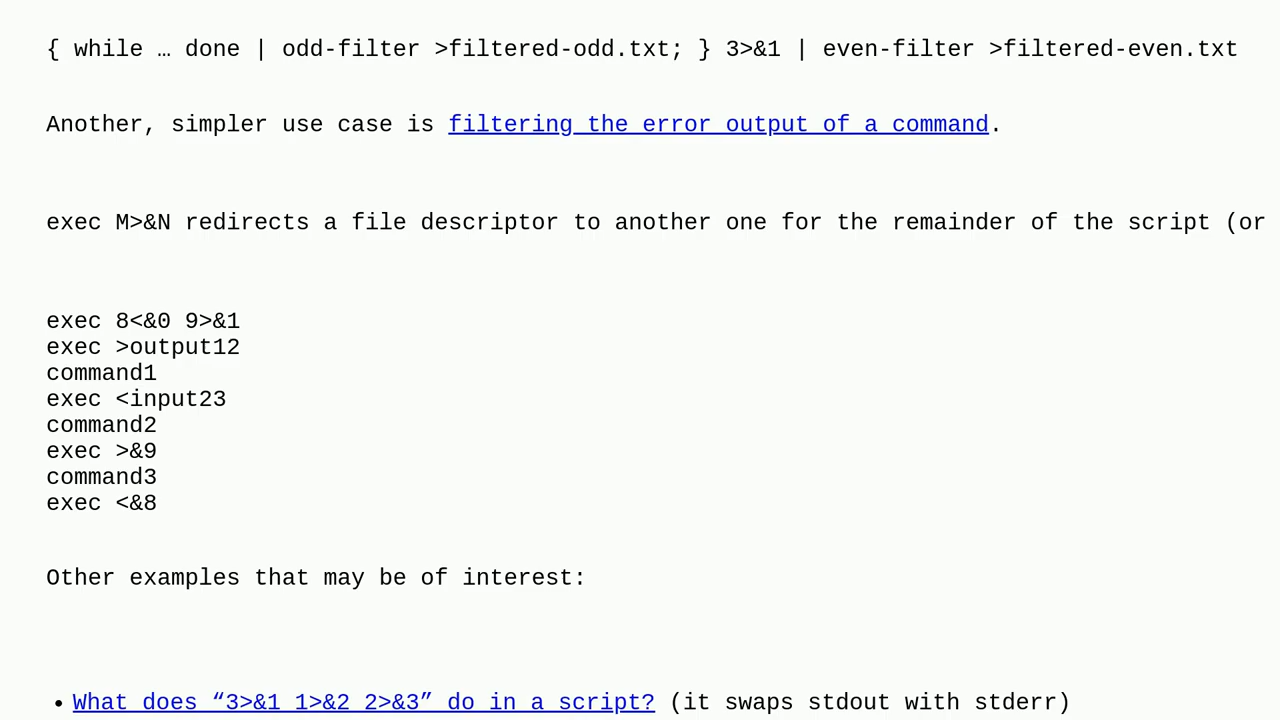 { while … done | odd-filter >filtered-odd.txt; } 3>&1 | even-filter >filtered-even.txt
Another, simpler use case is filtering the error output of a command.
exec M>&N redirects a file descriptor to another one for the remainder of the script (or
exec 8<&0 9>&1
exec >output12
command1
exec <input23
command2
exec >&9
command3
exec <&8
Other examples that may be of interest:
• What does “3>&1 1>&2 2>&3” do in a script? (it swaps stdout with stderr)